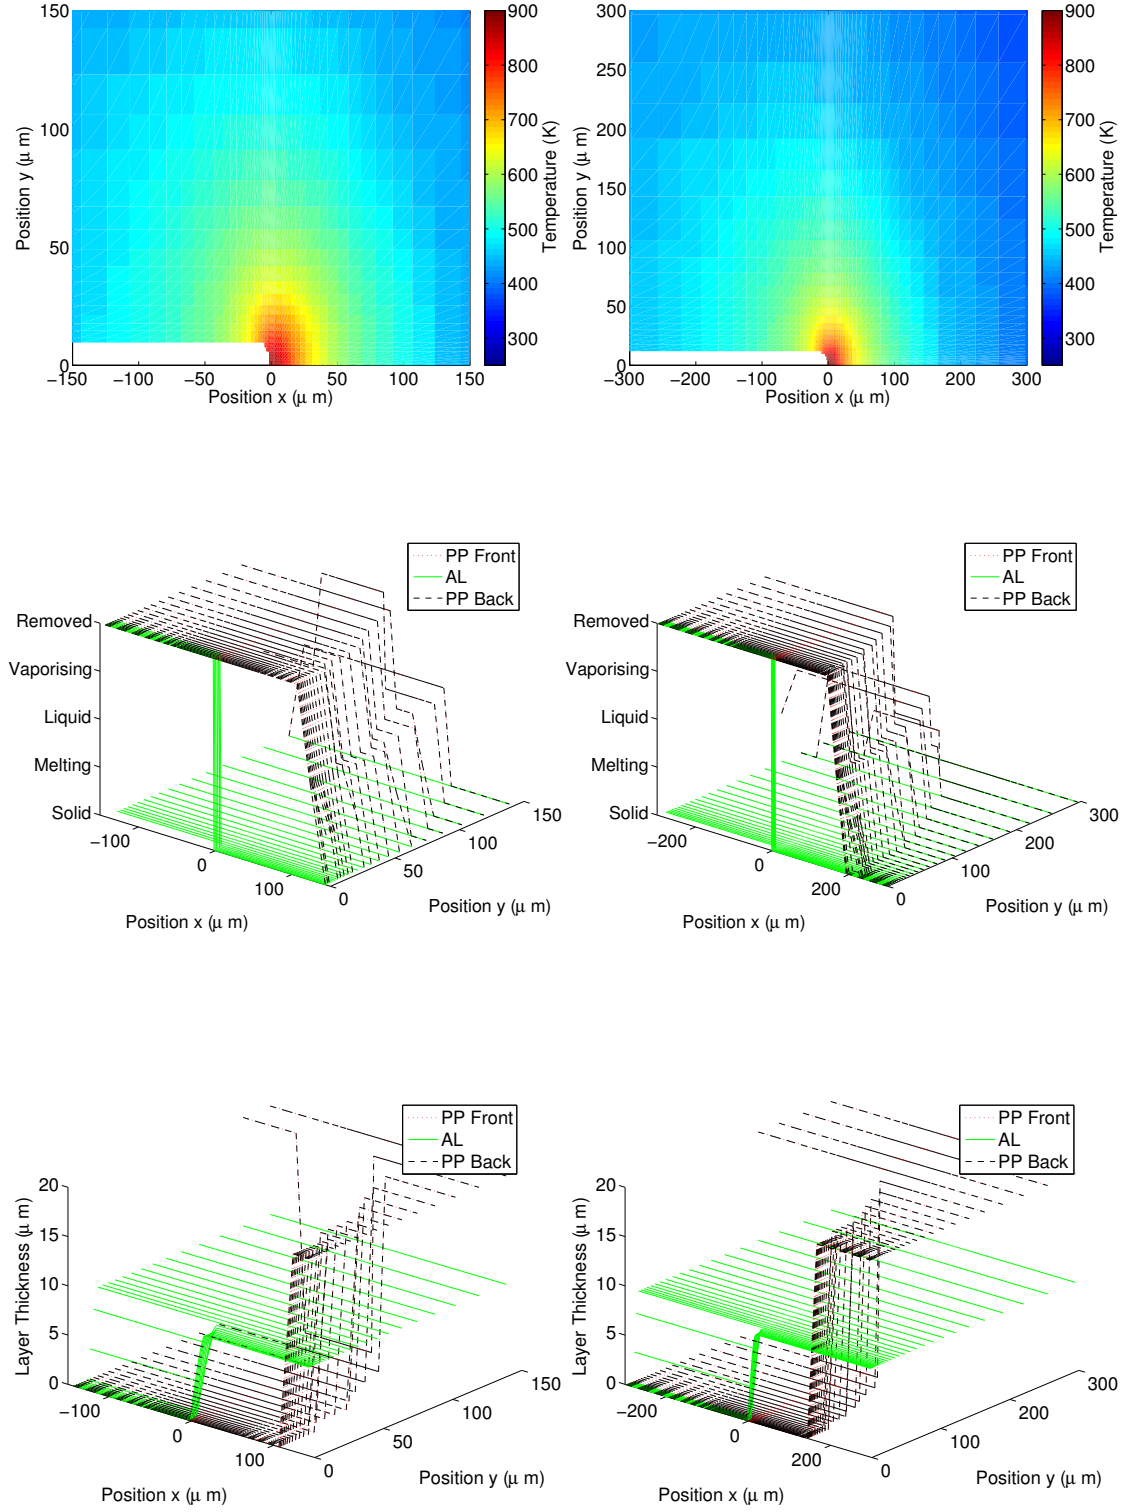 150
100
50
0
Position y (μ m)
−150
−100
−50
0
50
100
150
Position x (μ m)
900
800
700
600
500
400
300
Temperature (K)
300
250
200
150
100
50
0
Position y (μ m)
−300
−200
−100
0
100
200
300
Position x (μ m)
900
800
700
600
500
400
300
Temperature (K)
PP Front
AL
PP Back
Removed
Vaporising
Liquid
Melting
Solid
−100
0
100
Position x (μ m)
0
50
100
150
Position y (μ m)
PP Front
AL
PP Back
Removed
Vaporising
Liquid
Melting
Solid
−200
0
200
Position x (μ m)
0
100
200
300
Position y (μ m)
PP Front
AL
PP Back
20
15
10
5
0
Layer Thickness (μ m)
−100
0
100
Position x (μ m)
0
50
100
150
Position y (μ m)
PP Front
AL
PP Back
20
15
10
5
0
Layer Thickness (μ m)
−200
0
200
Position x (μ m)
0
100
200
300
Position y (μ m)